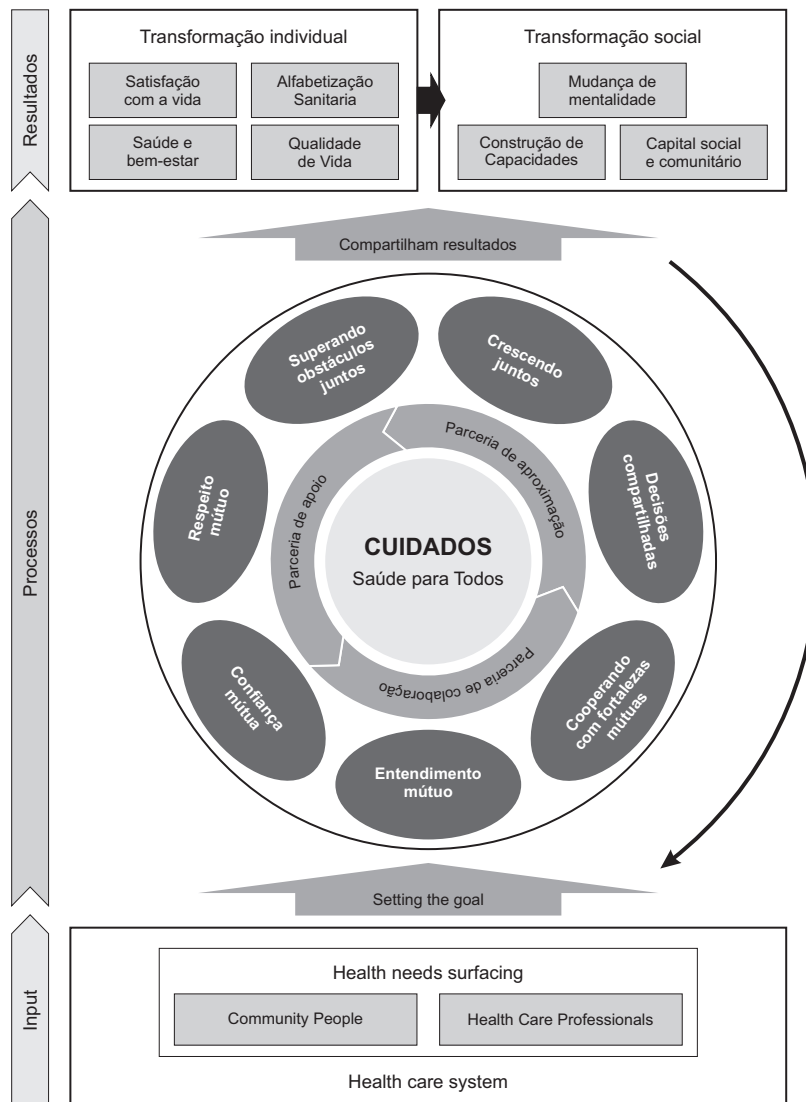 Resultados
Transformação individual
Satisfação
com a vida
Alfabetização
Sanitaria
Saúde e
bem-estar
Qualidade
de Vida
Transformação social
Mudança de
mentalidade
Construção de
Capacidades
Capital social
e comunitário
Processos
Compartilham resultados
Superando
obstáculos
juntos
Crescendo
juntos
Respeito
mútuo
Decisões
compartilhadas
Parceria de apoio
Parceria de aproximação
CUIDADOS
Saúde para Todos
Parceria de colaboração
Confiança
mútua
Cooperando
com fortalezas
mútuas
Entendimento
mútuo
Setting the goal
Input
Health needs surfacing
Community People
Health Care Professionals
Health care system